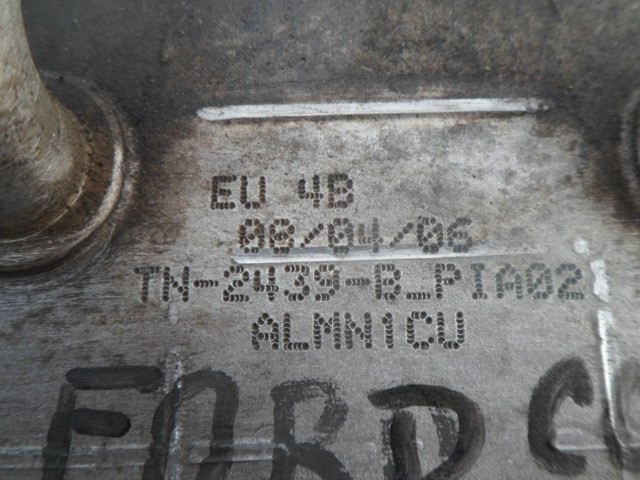 EU 4B
08/04/06
TN-2439-B_PIA02
ALMN1CU
FORD